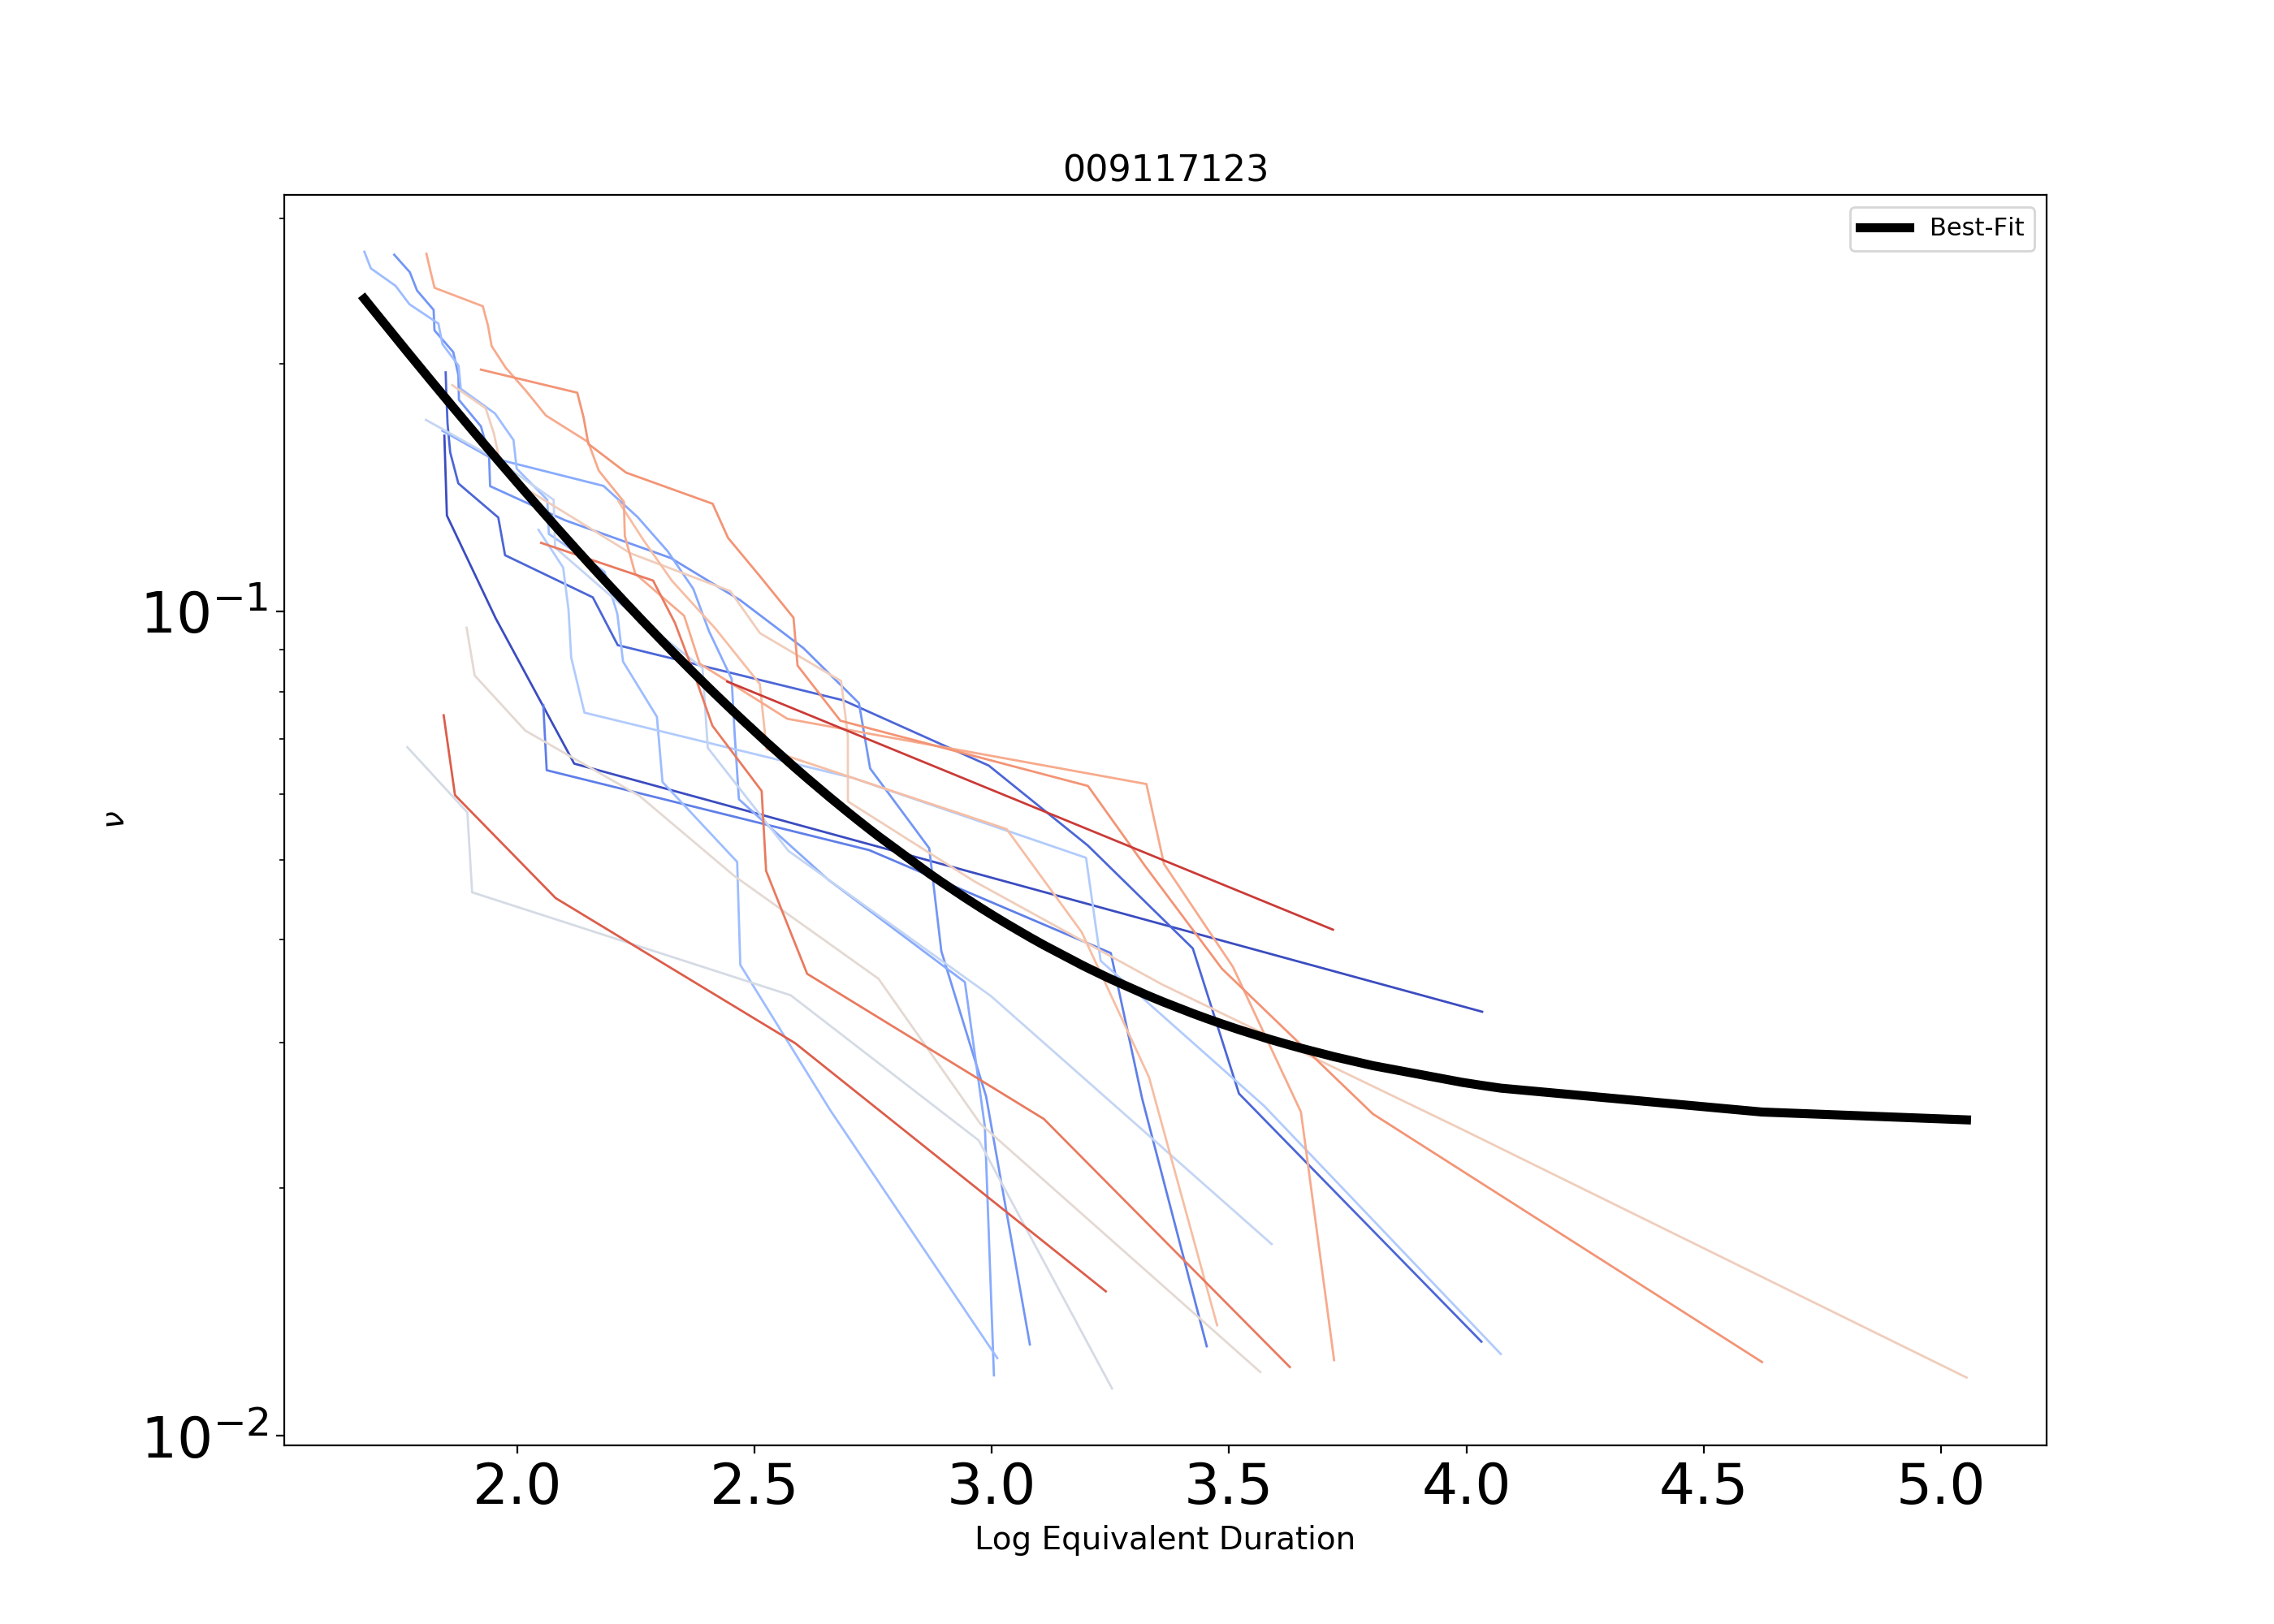 009117123
Best-Fit
10⁻¹
ν
10⁻²
2.0 2.5 3.0 3.5 4.0 4.5 5.0
Log Equivalent Duration